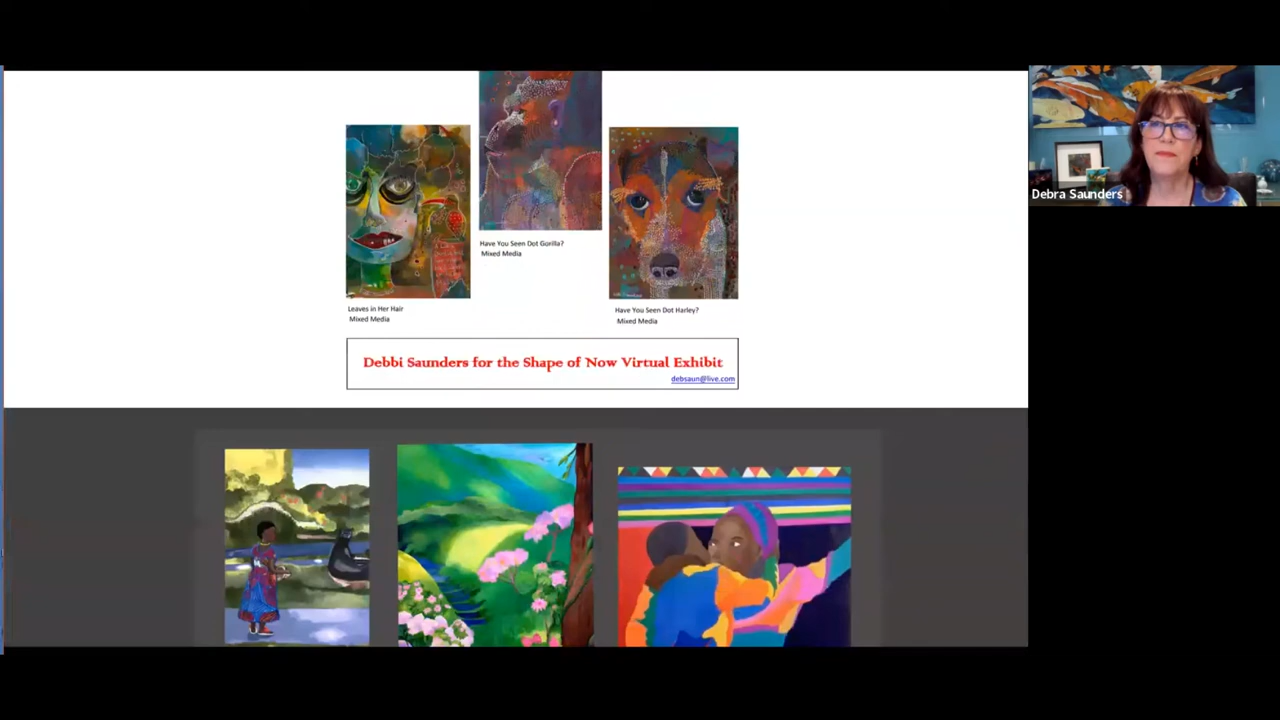 Have You Seen Dot Gorilla?
Mixed Media
Leaves in Her Hair
Mixed Media
Have You Seen Dot Harley?
Mixed Media
Debbi Saunders for the Shape of Now Virtual Exhibit
debsaun@live.com
Debra Saunders